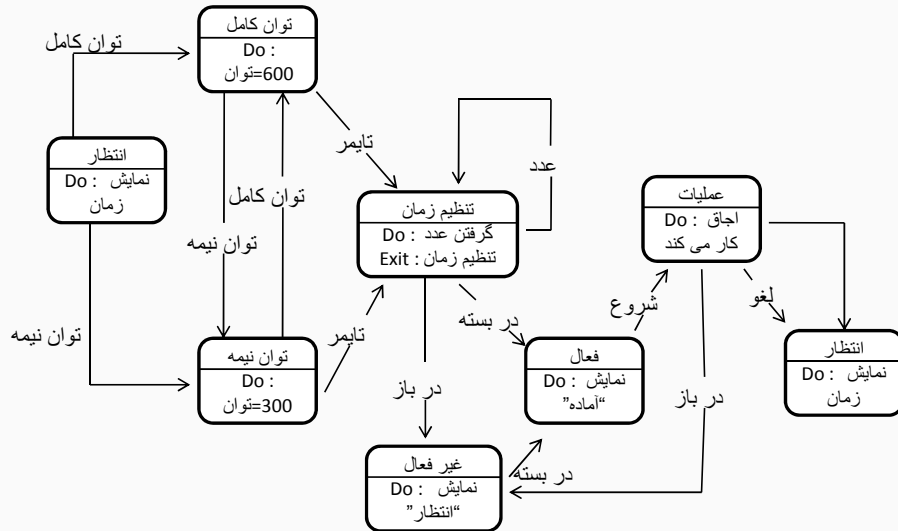 توان کامل
توان کامل
Do :
توان=600
انتظار
Do : نمایش
زمان
توان نیمه
توان نیمه
Do :
توان=300
توان کامل
توان نیمه
تایمر
تایمر
تنظیم زمان
Do : گرفتن عدد
Exit : تنظیم زمان
عدد
در بسته
در باز
غیر فعال
Do : نمایش
“انتظار”
در بسته
فعال
Do : نمایش
“آماده”
شروع
عملیات
Do : اجاق
کار می کند
لغو
در باز
انتظار
Do : نمایش
زمان